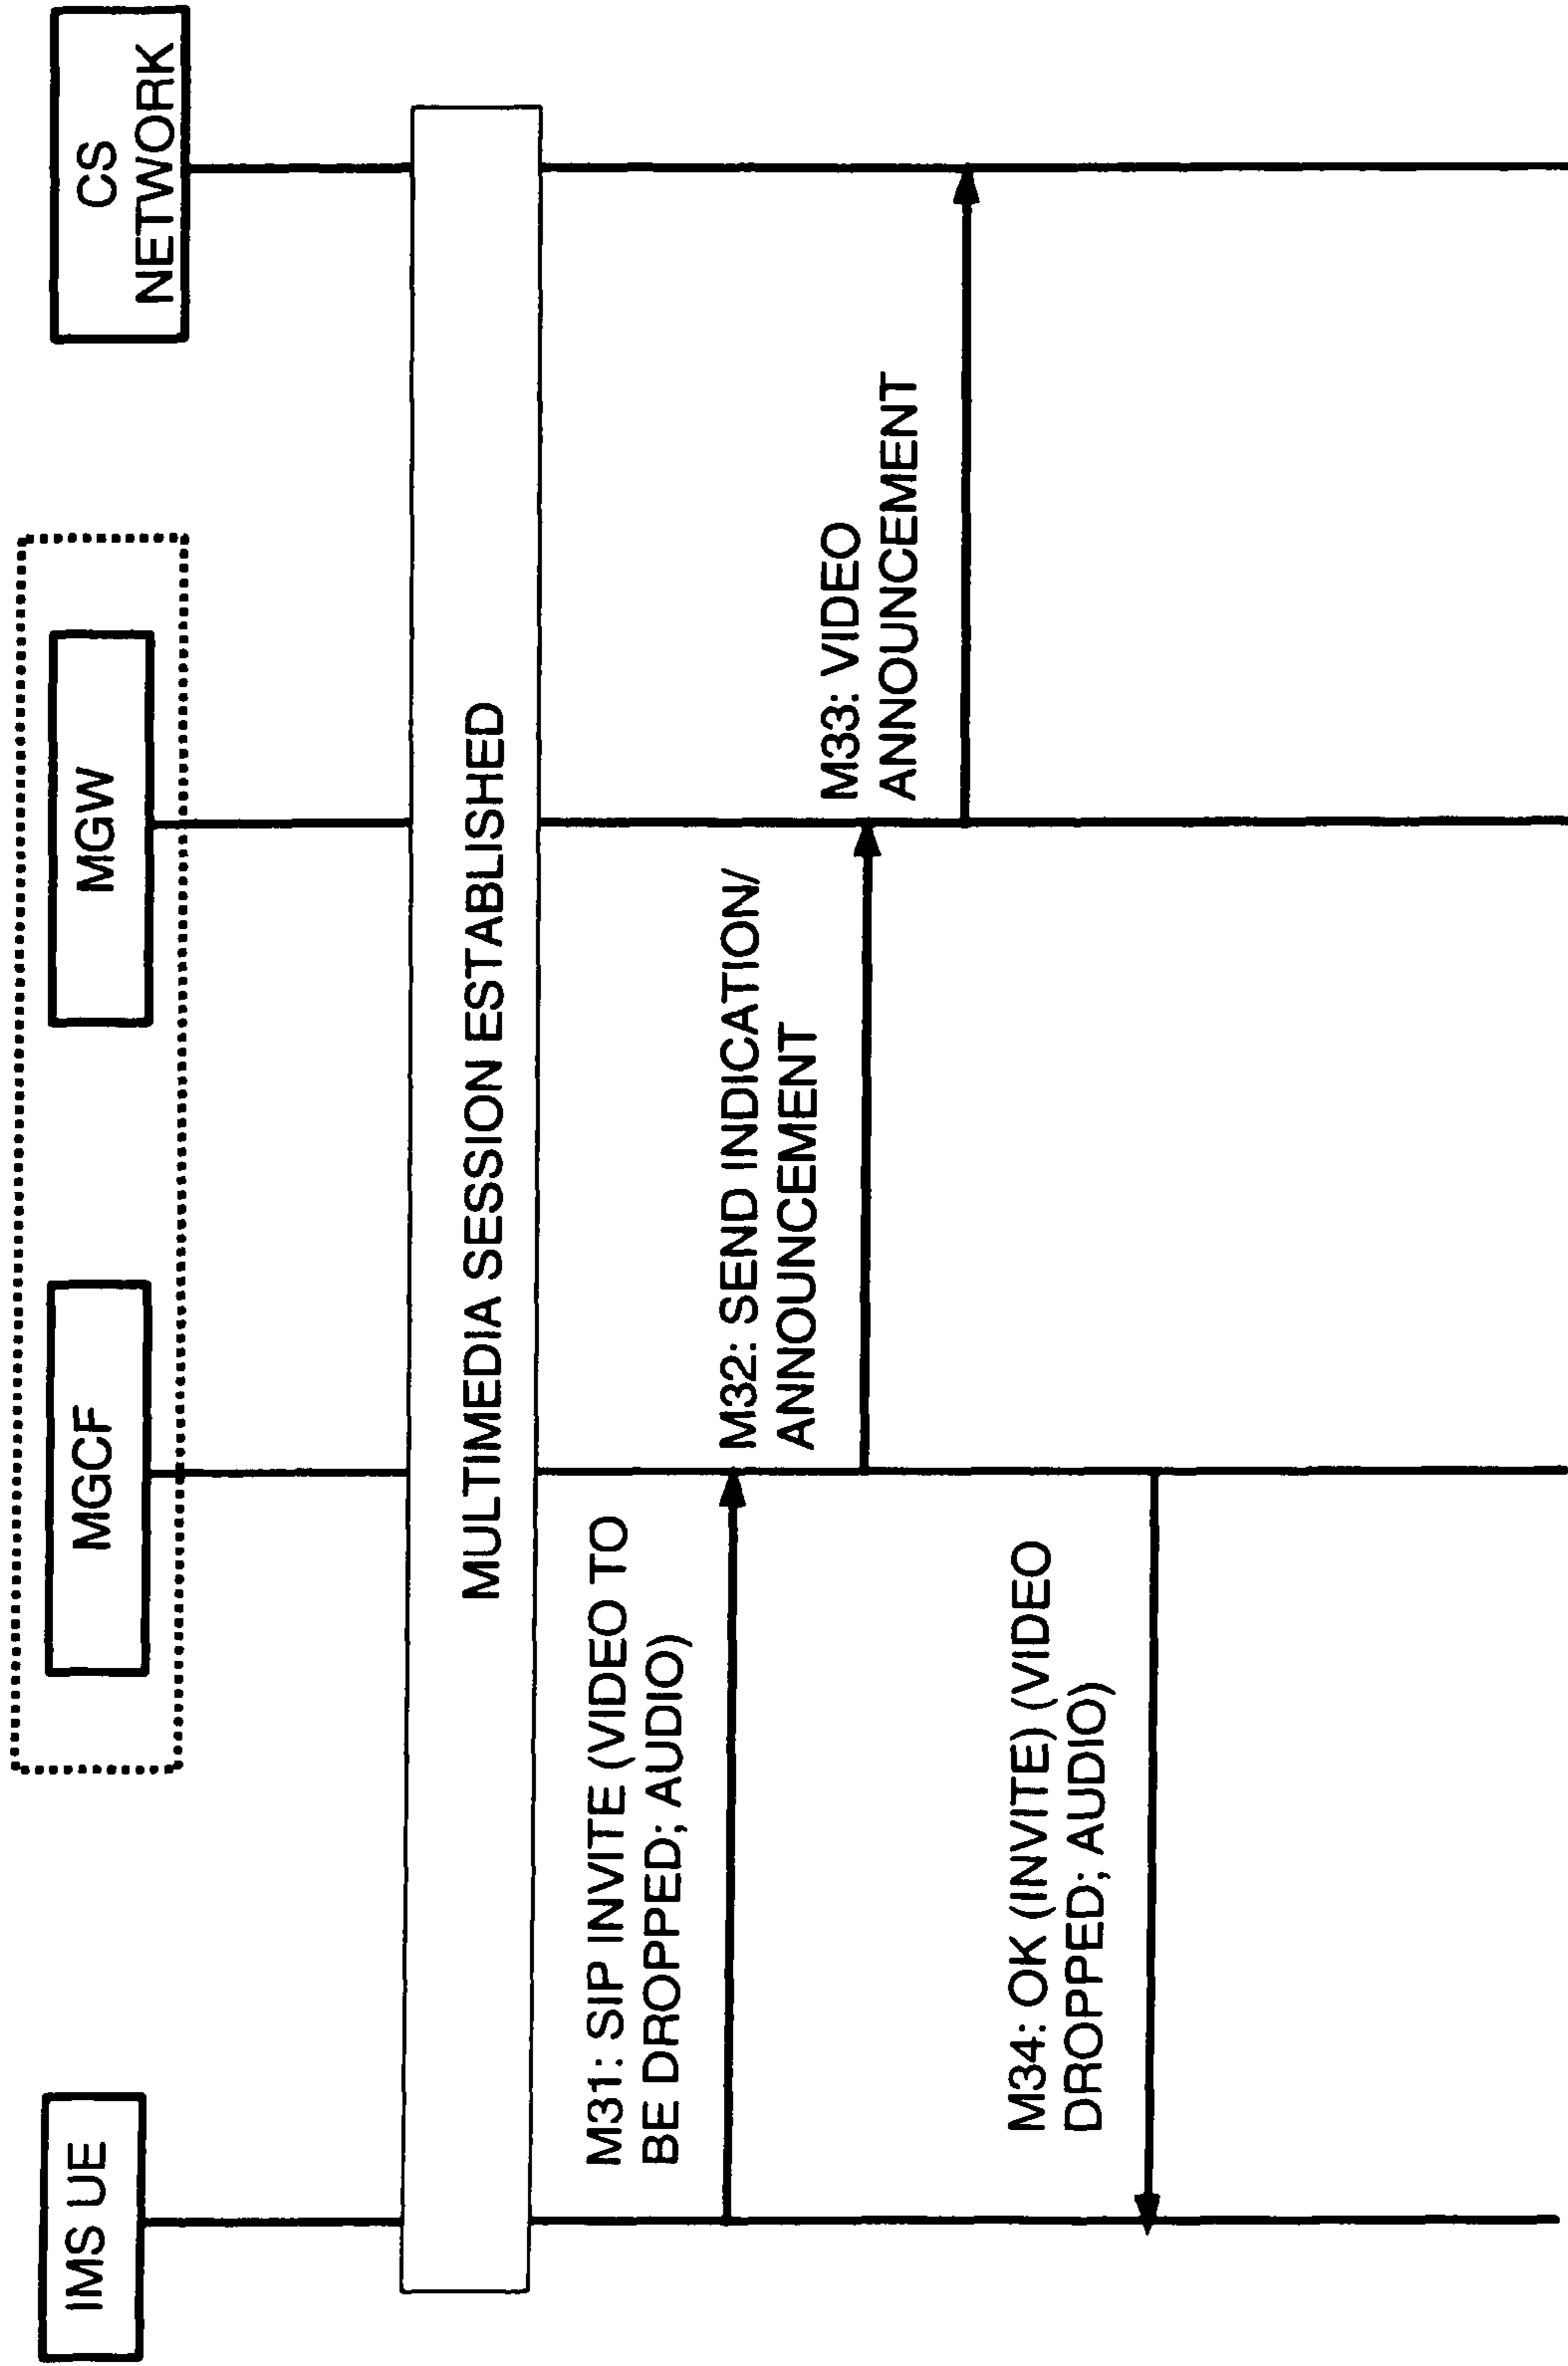 IMS UE
MGCF
MGW
CS
NETWORK
MULTIMEDIA SESSION ESTABLISHED
M31: SIP INVITE (VIDEO TO
BE DROPPED; AUDIO)
M32: SEND INDICATION/
ANNOUNCEMENT
M33: VIDEO
ANNOUNCEMENT
M34: OK (INVITE) (VIDEO
DROPPED; AUDIO)